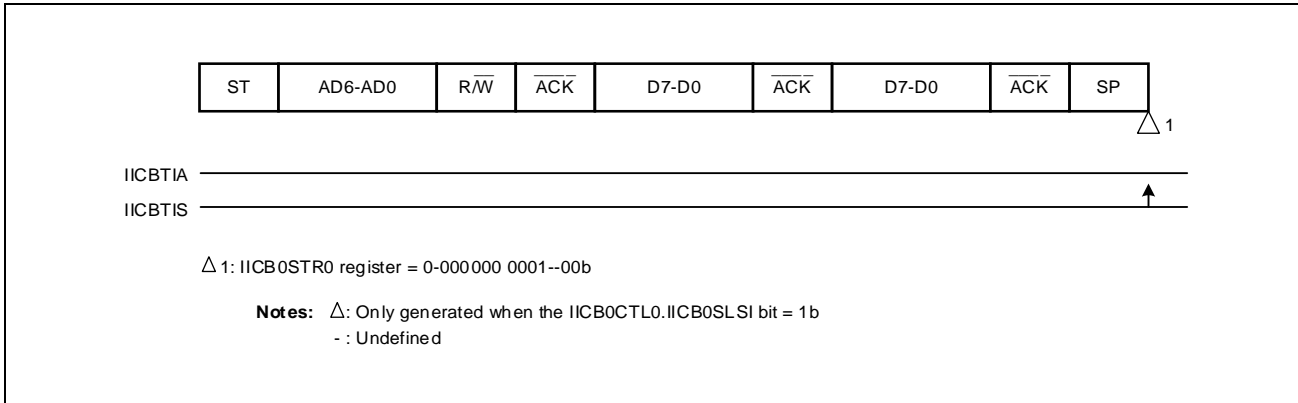 ST AD6-AD0 R/W ACK D7-D0 ACK D7-D0 ACK SP
△ 1
IICBTIA
IICBTIS
△ 1: IICB0STR0 register = 0-000000 0001--00b
Notes: △: Only generated when the IICB0CTL0.IICB0SLSI bit = 1b
- : Undefined